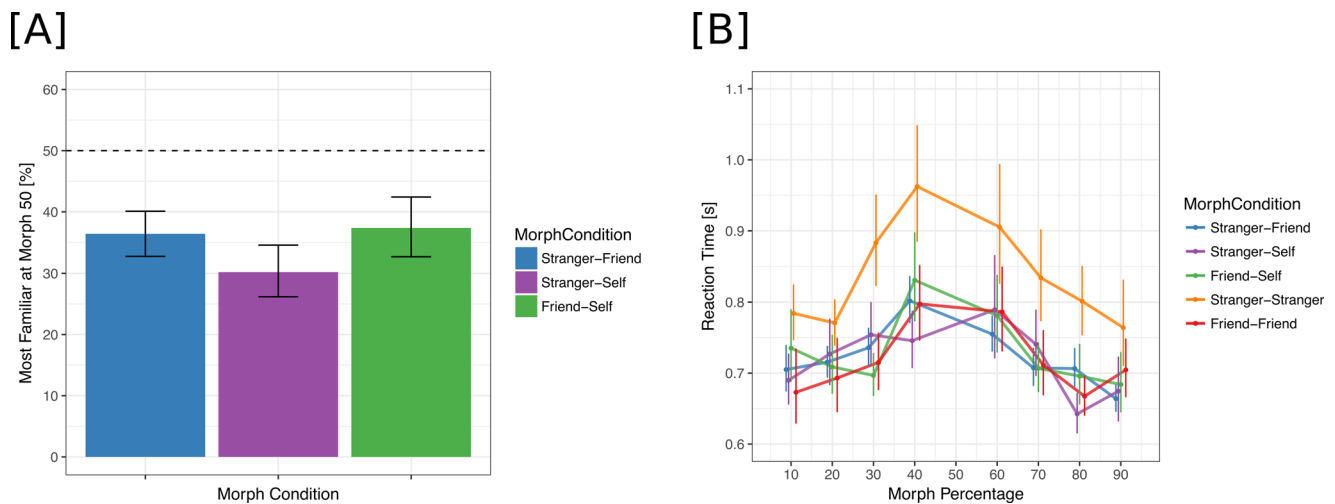 [A]
60
50
40
30
20
10
0
Most Familiar at Morph 50 [%]
Morph Condition
MorphCondition
Stranger−Friend
Stranger−Self
Friend−Self
[B]
1.1
1.0
0.9
0.8
0.7
0.6
Reaction Time [s]
10 20 30 40 50 60 70 80 90
Morph Percentage
MorphCondition
Stranger−Friend
Stranger−Self
Friend−Self
Stranger−Stranger
Friend−Friend